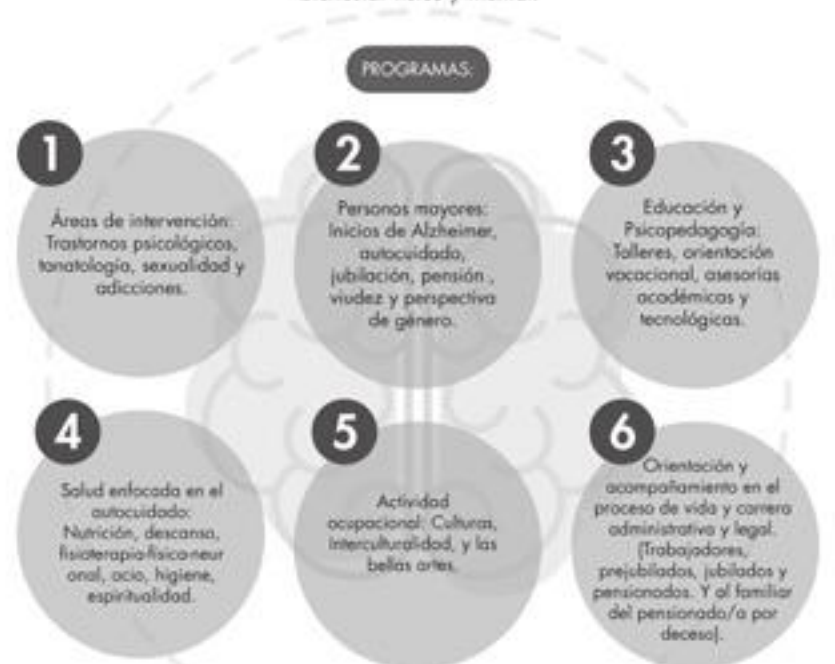 PROGRAMAS:
1
Áreas de intervención:
Trastornos psicológicos,
tanatología, sexualidad y
adicciones.
2
Personas mayores:
Inicios de Alzheimer,
autocuidado,
jubilación, pensión ,
viudez y perspectiva
de género.
3
Educación y
Psicopedagogía:
Talleres, orientación
vocacional, asesorías
académicas y
tecnológicas.
4
Salud enfocada en el
autocuidado:
Nutrición, descanso,
fisioterapia-física-neur
onal, ocio, higiene,
espiritualidad.
5
Actividad
ocupacional: Culturas,
interculturalidad, y las
bellas artes.
6
Orientación y
acompañamiento en el
proceso de vida y carrera
administrativa y legal.
(Trabajadores,
prejubilados, jubilados y
pensionados. Y al familiar
del pensionado/a por
deceso).